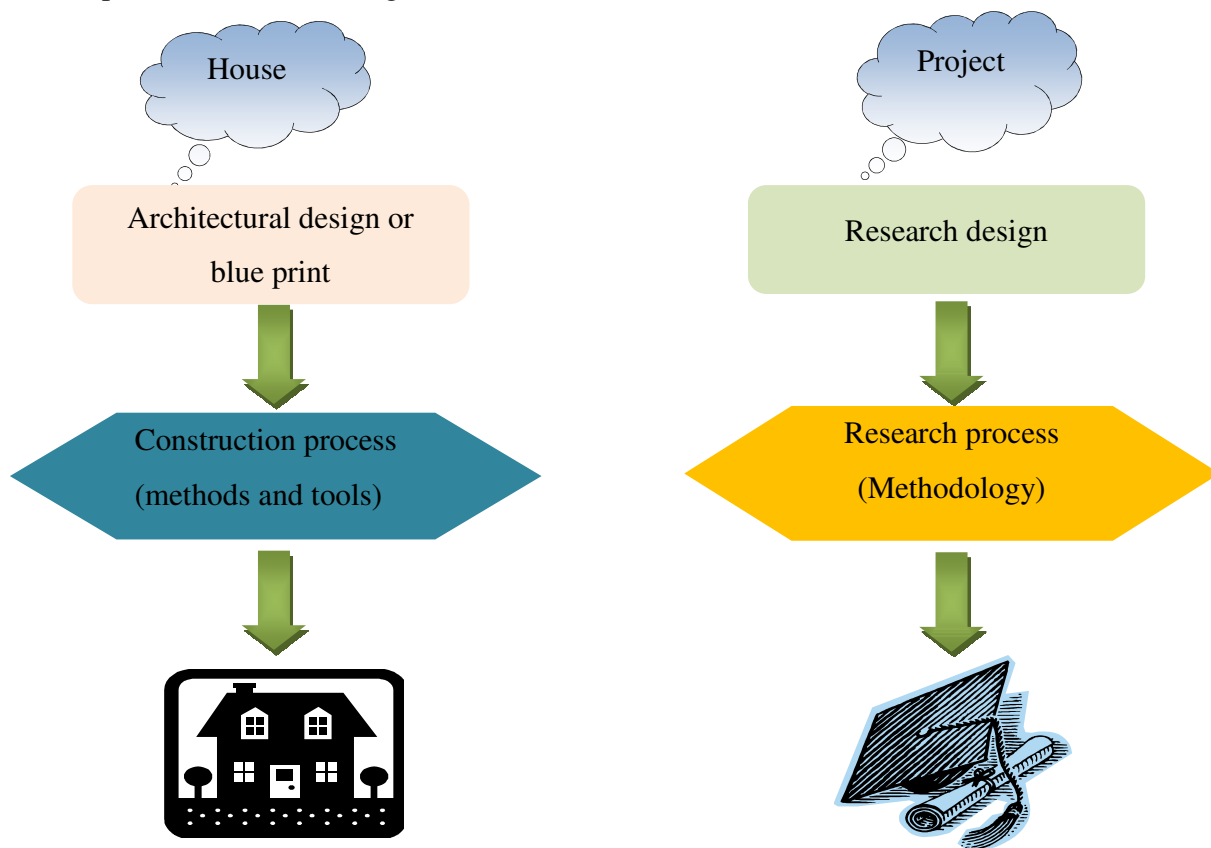 House
Architectural design or
blue print
Construction process
(methods and tools)
Project
Research design
Research process
(Methodology)